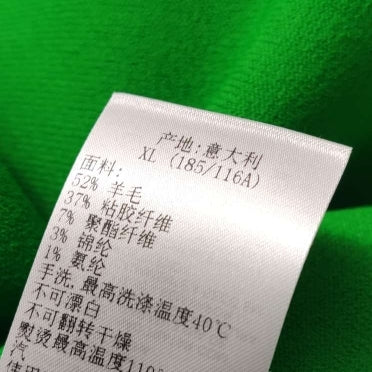 产地:意大利
XL (185/116A)
面料:
52% 羊毛
37% 粘胶纤维
7% 聚酯纤维
3% 锦纶
1% 氨纶
手洗,最高洗涤温度40℃
不可漂白
不可翻转干燥
熨烫最高温度110
汽
使用